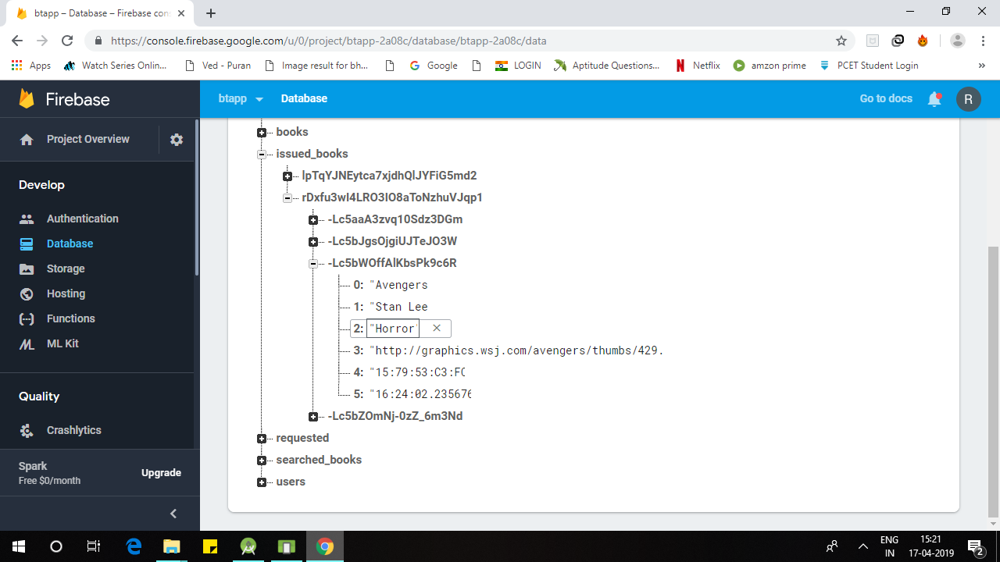 btapp – Database – Firebase con
https://console.firebase.google.com/u/0/project/btapp-2a08c/database/btapp-2a08c/data
Apps Watch Series Onlin... Ved - Puran Image result for bh... Google LOGIN Aptitude Questions... Netflix amzon prime PCET Student Login »
Firebase btapp Database Go to docs R
Project Overview
Develop
Authentication
Database
Storage
Hosting
Functions
ML Kit
Quality
Crashlytics
Spark
Free $0/month
Upgrade
books
issued_books
lpTqYJNEytca7xjdhQlJYFiG5md2
rDxfu3wI4LRO3IO8aToNzhuVJqp1
-Lc5aaA3zvq10Sdz3DGm
-Lc5bJgsOjgiUJTeJO3W
-Lc5bWOffAlKbsPk9c6R
0: "Avengers
1: "Stan Lee
2: "Horror"
3: "http://graphics.wsj.com/avengers/thumbs/429.
4: "15:79:53:C3:FC
5: "16:24:02.235676
-Lc5bZOmNj-0zZ_6m3Nd
requested
searched_books
users
ENG
IN
15:21
17-04-2019
2